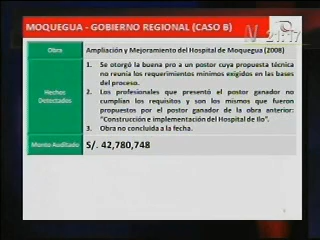 MOQUEGUA - GOBIERNO REGIONAL (CASO B)
N 21:17
Obra
Ampliación y Mejoramiento del Hospital de Moquegua (2008)
Hechos Detectados
1. Se otorgó la buena pro a un postor cuya propuesta técnica
no reunía los requerimientos mínimos exigidos en las bases
del proceso.
2. Los profesionales que presentó el postor ganador no
cumplían los requisitos y son los mismos que fueron
propuestos por el postor ganador de la obra anterior:
"Construcción e implementación del Hospital de Ilo".
3. Obra no concluida a la fecha.
Monto Auditado
S/. 42,780,748